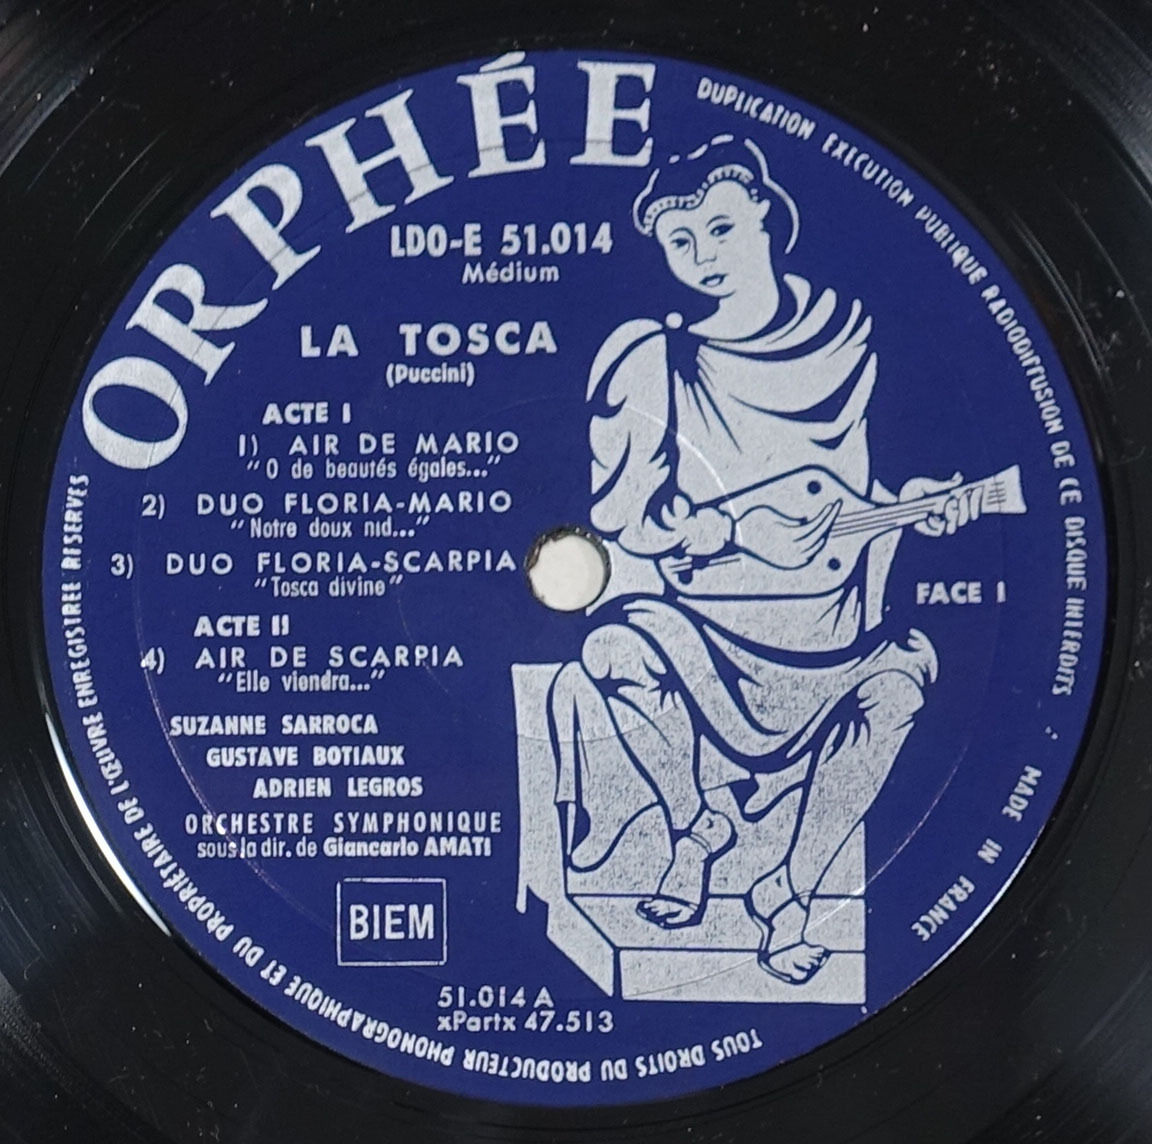 ORPHÉE
LDO-E 51.014
Médium
LA TOSCA
(Puccini)
ACTE I
1) AIR DE MARIO
"O de beautés égales..."
2) DUO FLORIA-MARIO
"Notre doux nid..."
3) DUO FLORIA-SCARPIA
"Tosca divine"
FACE 1
ACTE II
4) AIR DE SCARPIA
"Elle viendra..."
SUZANNE SARROCA
GUSTAVE BOTIAUX
ADRIEN LEGROS
ORCHESTRE SYMPHONIQUE
sous la dir. de Giancarlo AMATI
BIEM
51.014 A
xPartx 47.513
TOUS DROITS DU PRODUCTEUR PHONOGRAPHIQUE ET DU PROPRIÉTAIRE DE L'ŒUVRE ENREGISTREE RESERVES
DUPLICATION EXECUTION PUBLIQUE RADIODIFFUSION DE CE DISQUE INTERDITS : MADE IN FRANCE